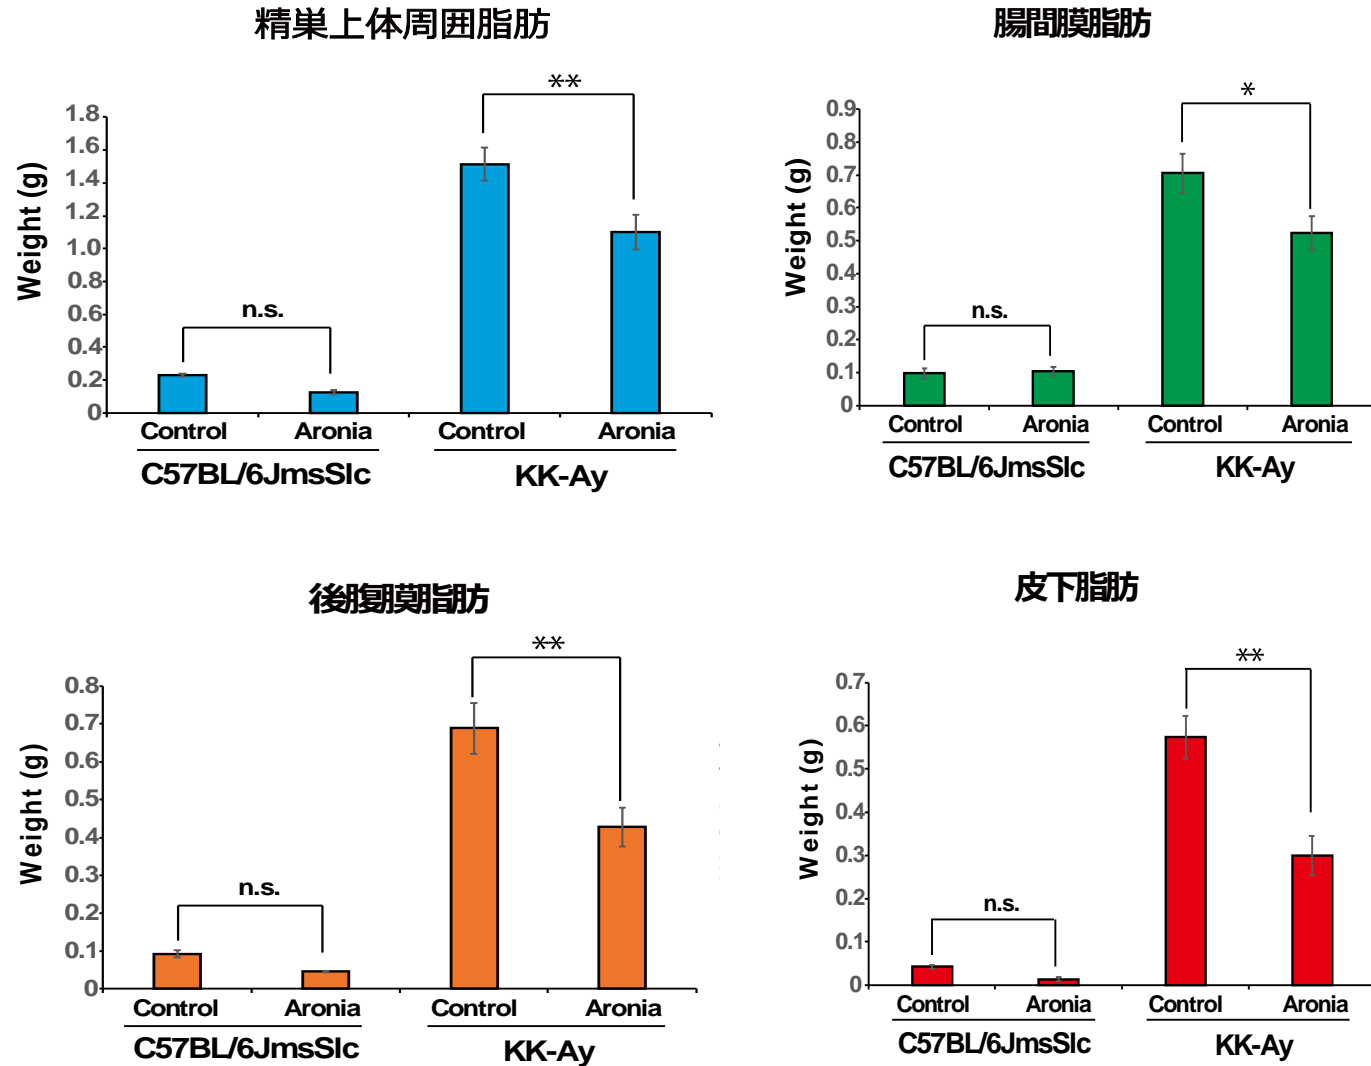 精巣上体周囲脂肪
**
1.8
1.6
1.4
1.2
1.0
0.8
0.6
0.4
0.2
0
Weight (g)
n.s.
Control Aronia Control Aronia
C57BL/6JmsSlc KK-Ay
腸間膜脂肪
*
0.9
0.8
0.7
0.6
0.5
0.4
0.3
0.2
0.1
0
Weight (g)
n.s.
Control Aronia Control Aronia
C57BL/6JmsSlc KK-Ay
後腹膜脂肪
**
0.8
0.7
0.6
0.5
0.4
0.3
0.2
0.1
0
Weight (g)
n.s.
Control Aronia Control Aronia
C57BL/6JmsSlc KK-Ay
皮下脂肪
**
0.7
0.6
0.5
0.4
0.3
0.2
0.1
0
Weight (g)
n.s.
Control Aronia Control Aronia
C57BL/6JmsSlc KK-Ay